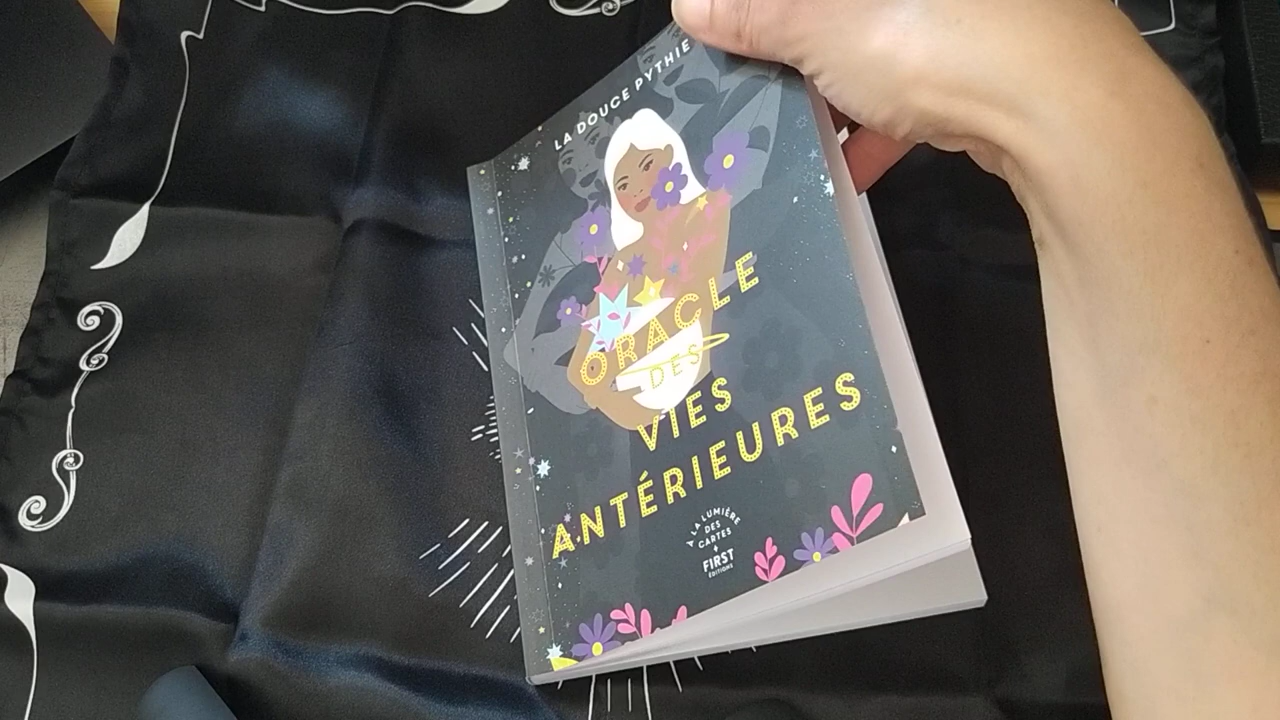 LA DOUCE PYTHIE
ORACLE
DES
VIES
ANTÉRIEURES
A LA LUMIÈRE
DES
CARTES
FIRST
ÉDITIONS